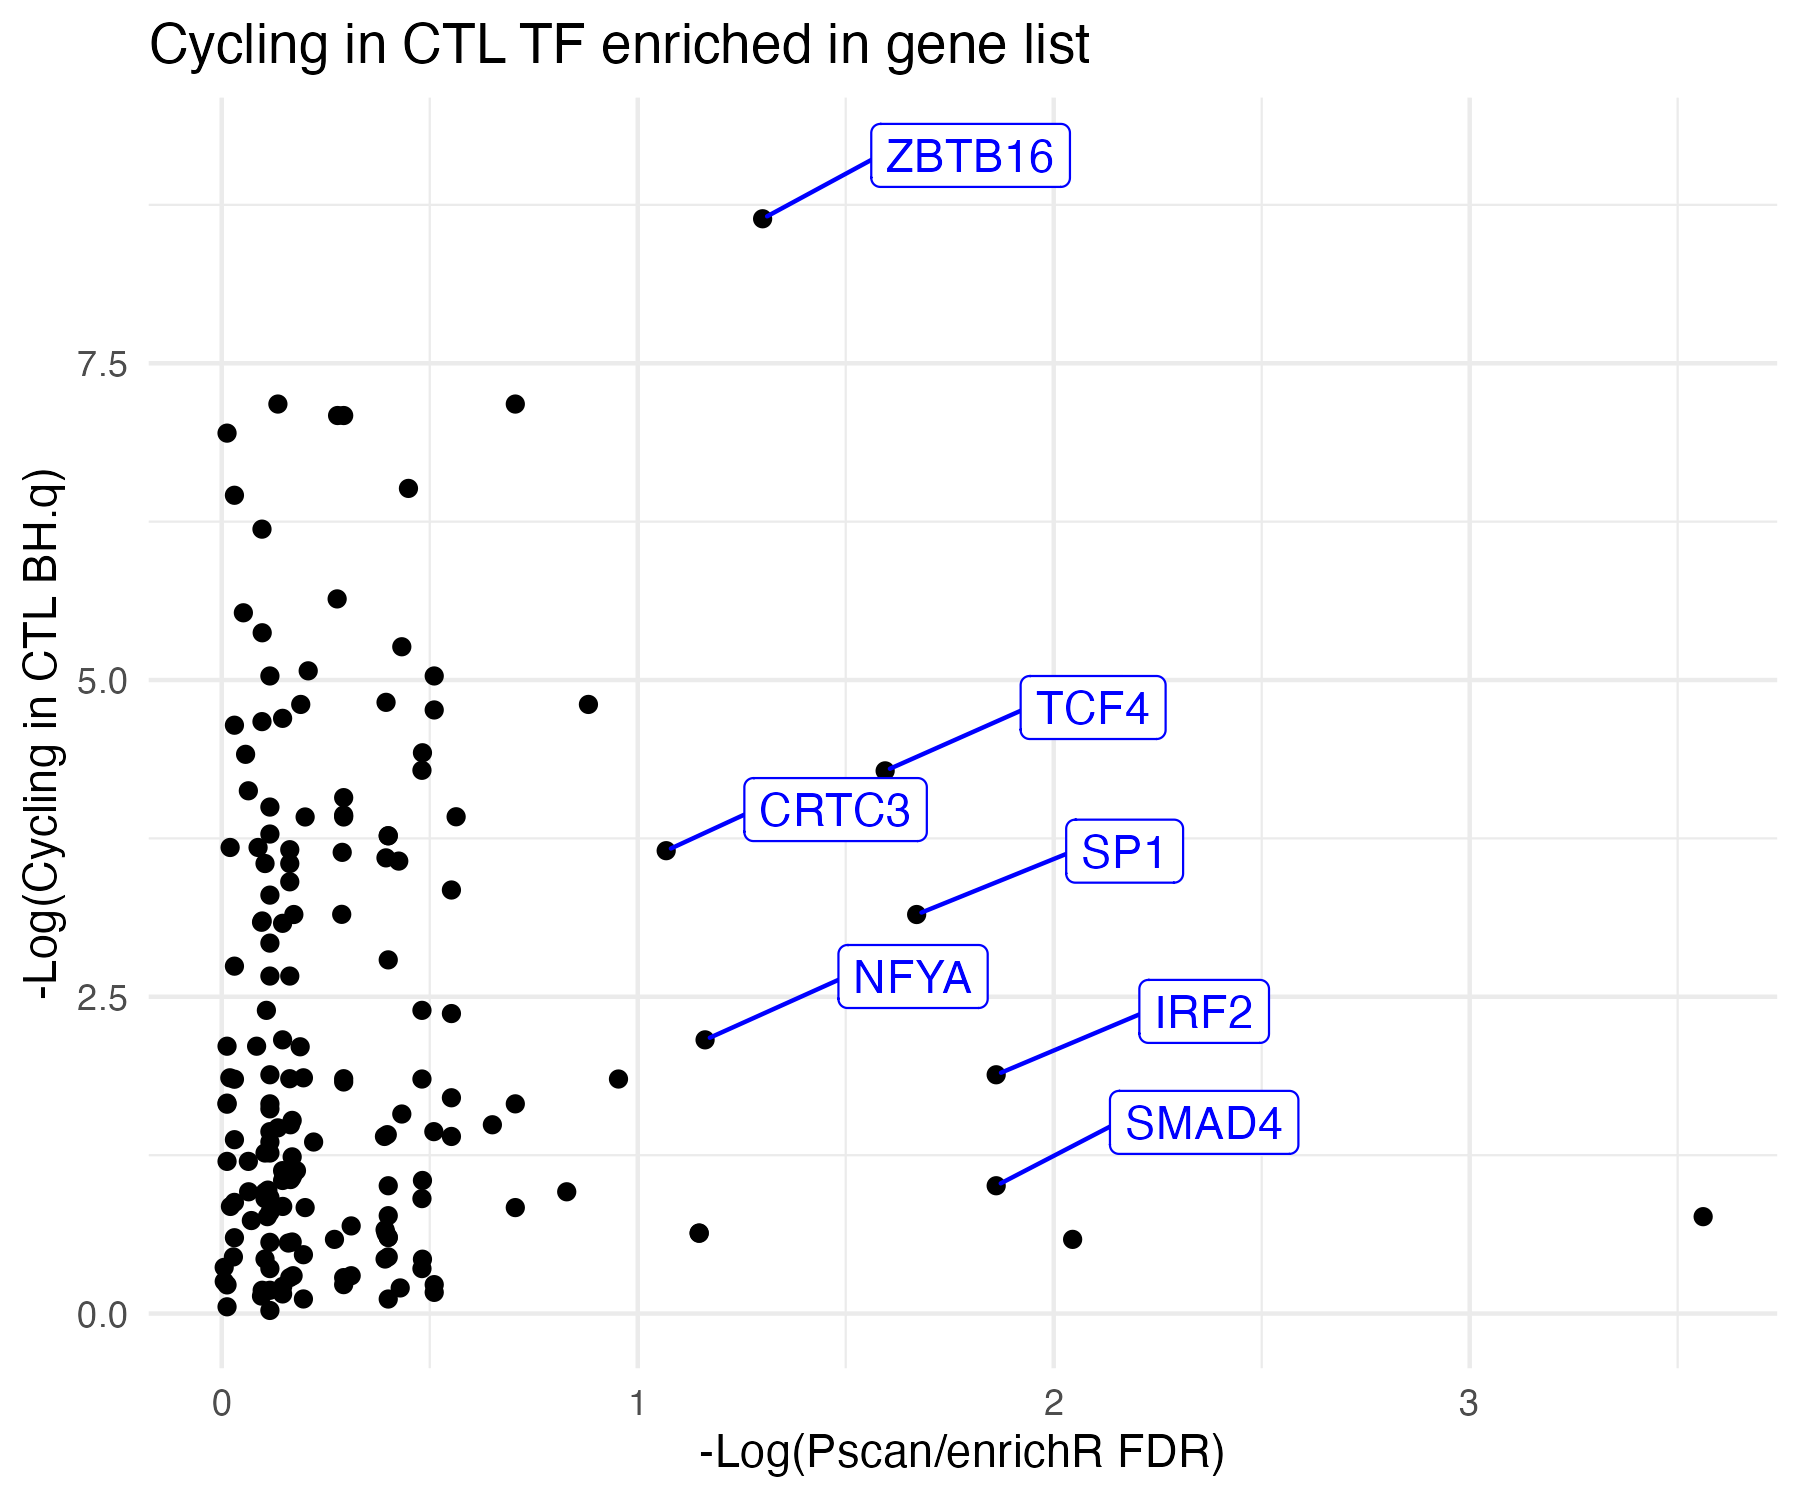 Cycling in CTL TF enriched in gene list
ZBTB16
TCF4
CRTC3
SP1
NFYA
IRF2
SMAD4
7.5
5.0
2.5
0.0
-Log(Cycling in CTL BH.q)
0 1 2 3
-Log(Pscan/enrichR FDR)